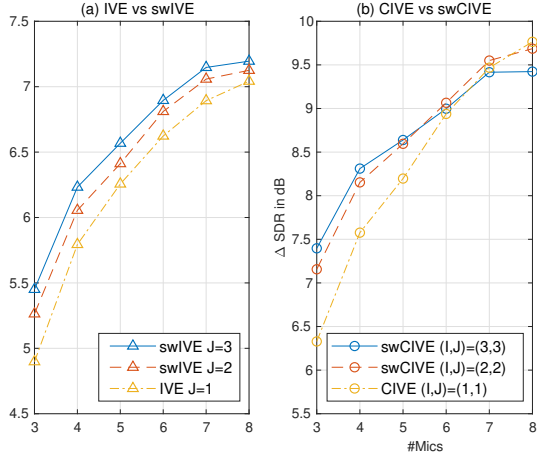 (a) IVE vs swIVE
7.5
7
6.5
6
5.5
5
4.5
3 4 5 6 7 8
swIVE J=3
swIVE J=2
IVE J=1
(b) CIVE vs swCIVE
Δ SDR in dB
10
9.5
9
8.5
8
7.5
7
6.5
6
5.5
3 4 5 6 7 8
#Mics
swCIVE (I,J)=(3,3)
swCIVE (I,J)=(2,2)
CIVE (I,J)=(1,1)